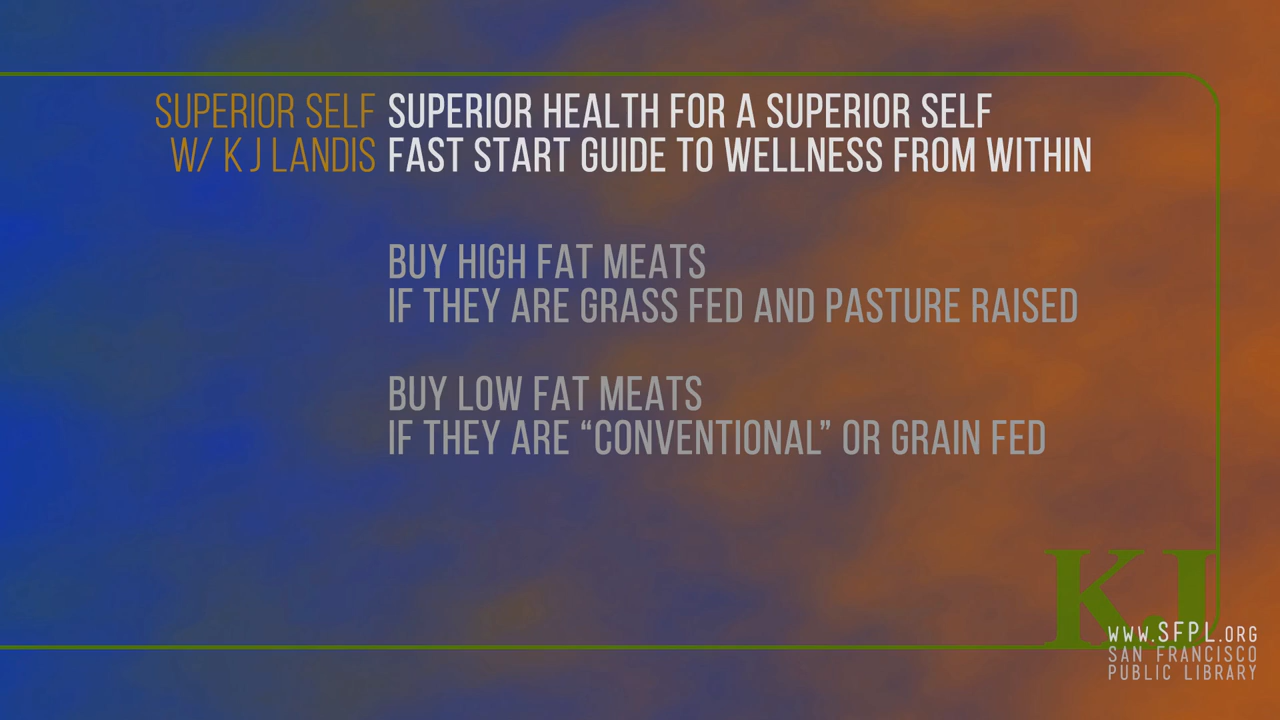 SUPERIOR SELF
W/ K J LANDIS
SUPERIOR HEALTH FOR A SUPERIOR SELF
FAST START GUIDE TO WELLNESS FROM WITHIN
BUY HIGH FAT MEATS
IF THEY ARE GRASS FED AND PASTURE RAISED
BUY LOW FAT MEATS
IF THEY ARE “CONVENTIONAL” OR GRAIN FED
KJ
WWW.SFPL.ORG
SAN FRANCISCO
PUBLIC LIBRARY